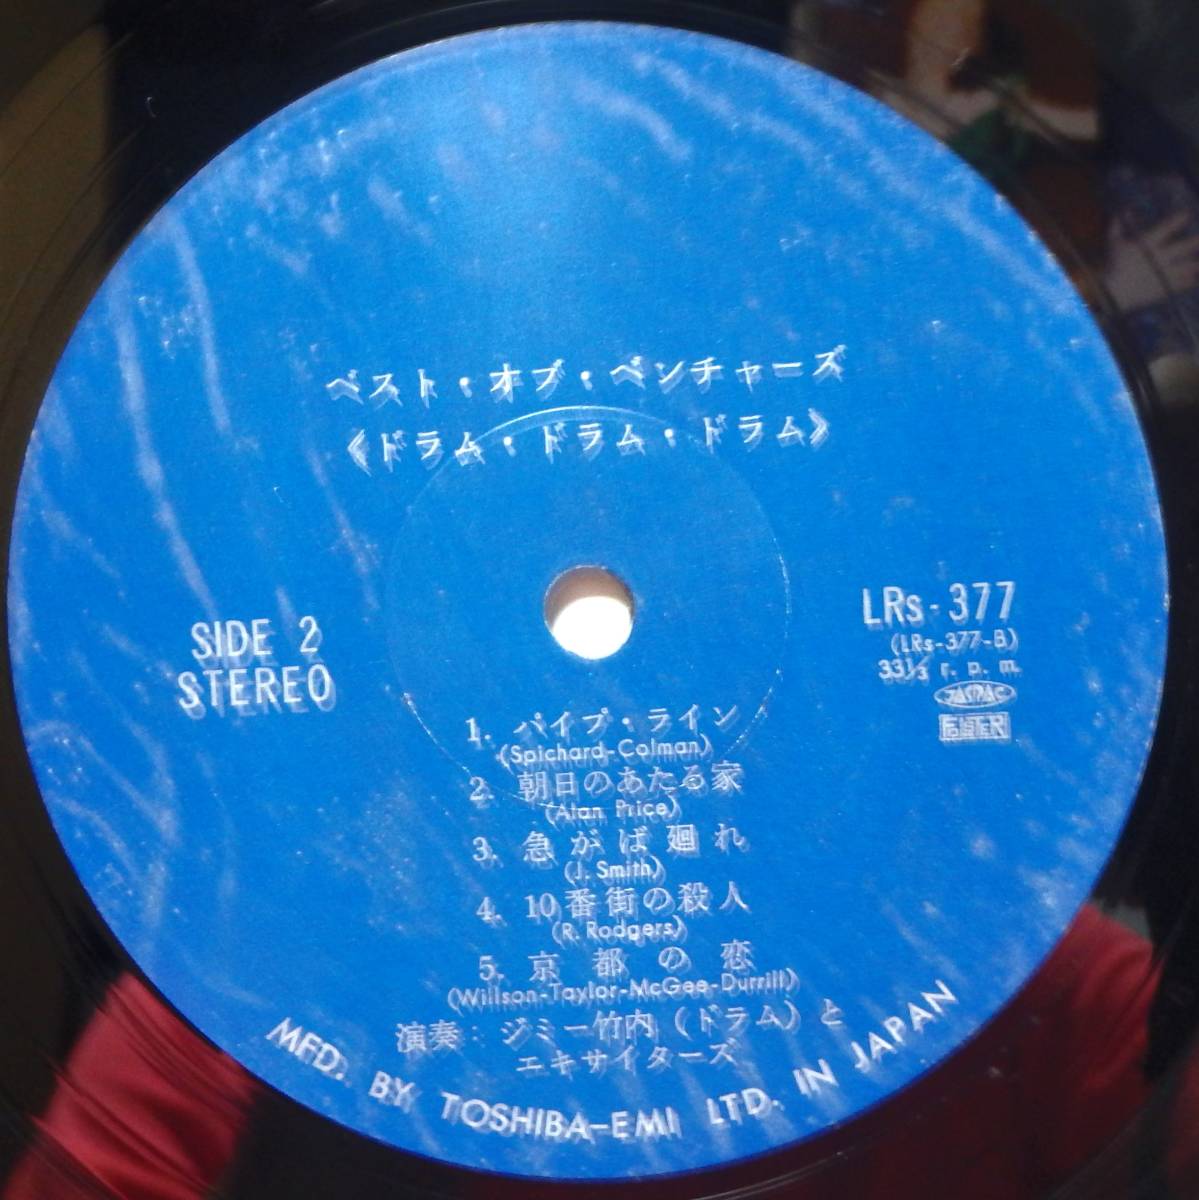 ベスト・オブ・ベンチャーズ
《ドラム・ドラム・ドラム》
SIDE 2
STEREO
LRs-377
(LRs-377-B)
33⅓ r. p. m.
JASRAC
1. パイプ・ライン
(Spichard-Colman)
2. 朝日のあたる家
(Alan Price)
3. 急がば廻れ
(J. Smith)
4. 10番街の殺人
(R. Rodgers)
5. 京都の恋
(Willson-Taylor-McGee-Durrill)
演奏：ジミー竹内（ドラム）と
エキサイターズ
MFD. BY TOSHIBA-EMI LTD. IN JAPAN